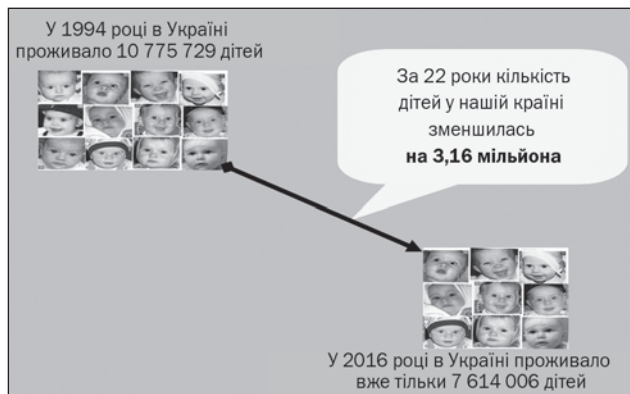 У 1994 році в Україні
проживало 10 775 729 дітей
За 22 роки кількість
дітей у нашій країні
зменшилась
на 3,16 мільйона
У 2016 році в Україні проживало
вже тільки 7 614 006 дітей